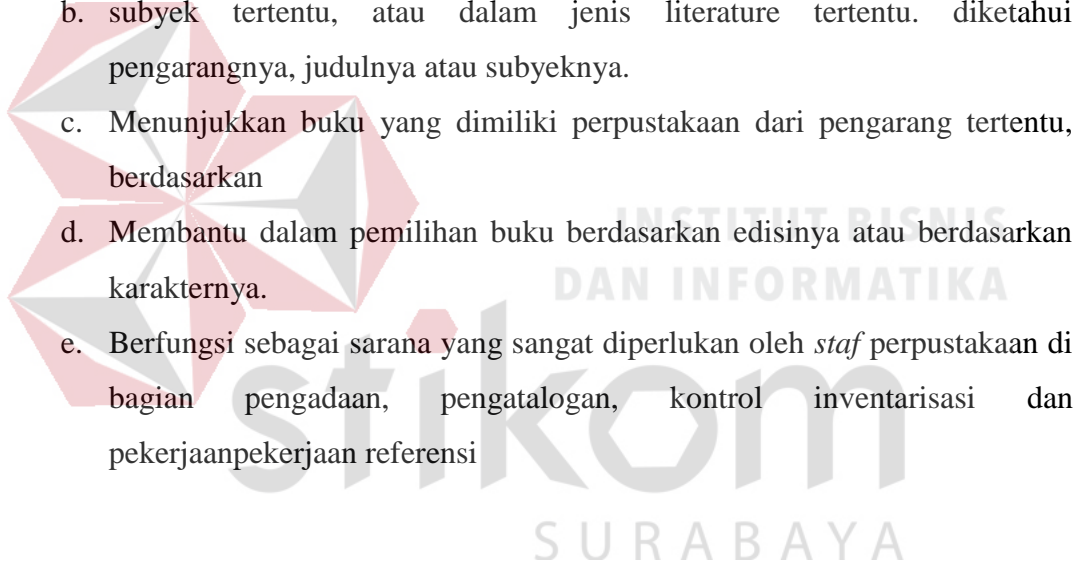 b. subyek tertentu, atau dalam jenis literature tertentu. diketahui
pengarangnya, judulnya atau subyeknya.
c. Menunjukkan buku yang dimiliki perpustakaan dari pengarang tertentu,
berdasarkan
INSTITUT BISNIS
d. Membantu dalam pemilihan buku berdasarkan edisinya atau berdasarkan
karakternya.
DAN INFORMATIKA
e. Berfungsi sebagai sarana yang sangat diperlukan oleh staf perpustakaan di
bagian pengadaan, pengatalogan, kontrol inventarisasi dan
pekerjaanpekerjaan referensi
stikom
SURABAYA